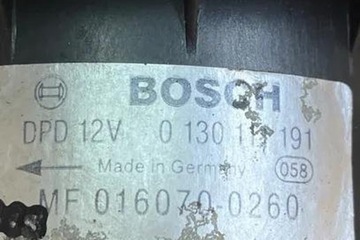 BOSCH
DPD 12V 0 130 111 191
Made in Germany 058
MF 016070-0260